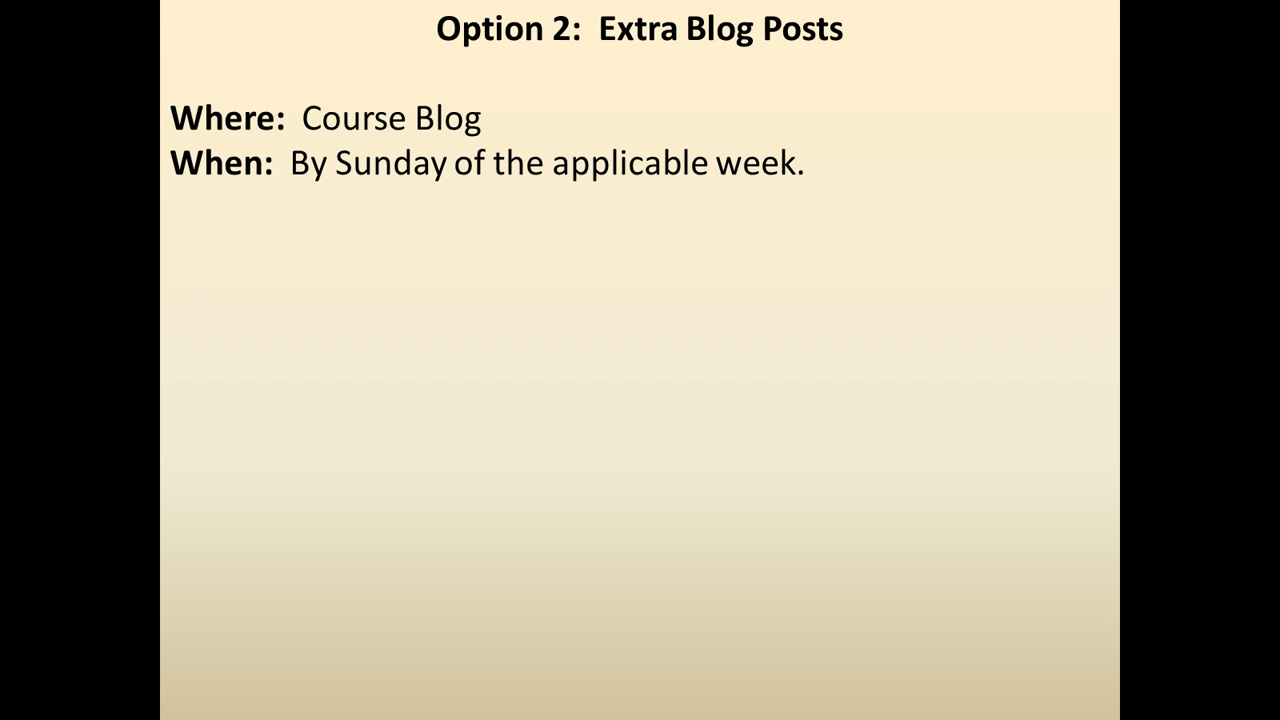 Option 2: Extra Blog Posts
Where: Course Blog
When: By Sunday of the applicable week.